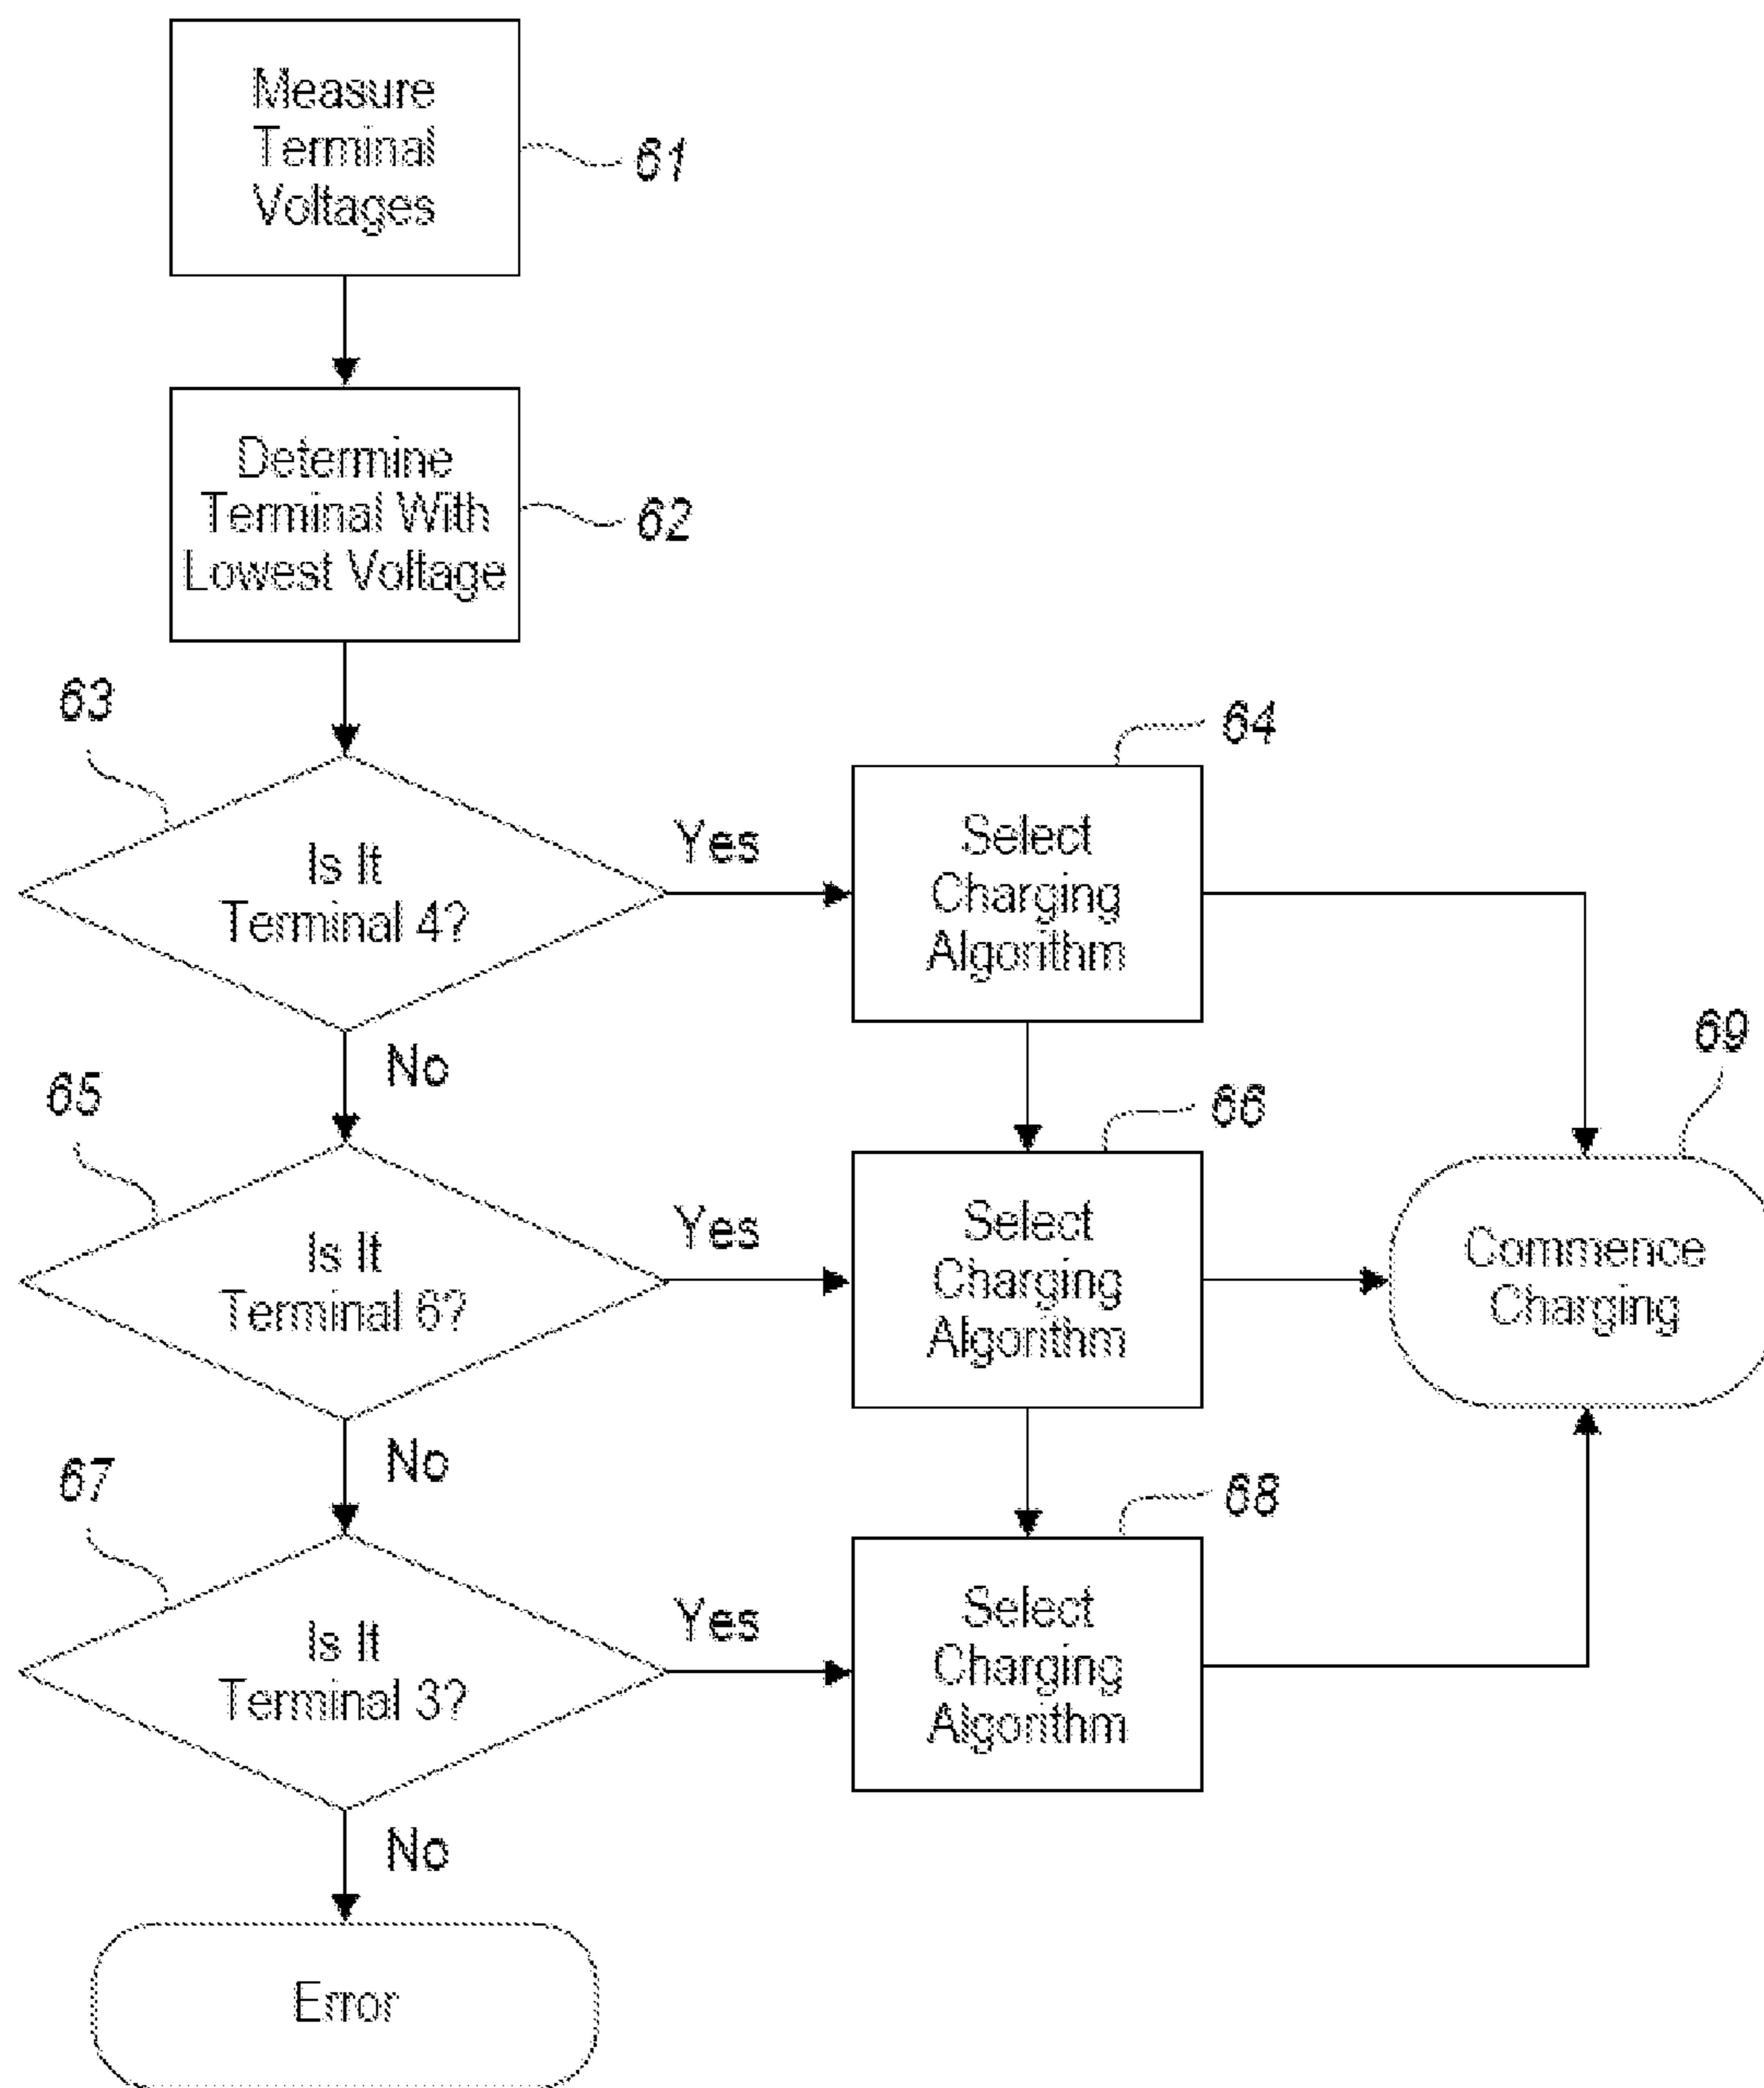 Measure
Terminal
Voltages
61
Determine
Terminal With
Lowest Voltage
62
63
Is It
Terminal 4?
Yes
No
64
Select
Charging
Algorithm
65
Is It
Terminal 6?
Yes
No
66
Select
Charging
Algorithm
69
Commence
Charging
67
Is It
Terminal 3?
Yes
No
68
Select
Charging
Algorithm
Error